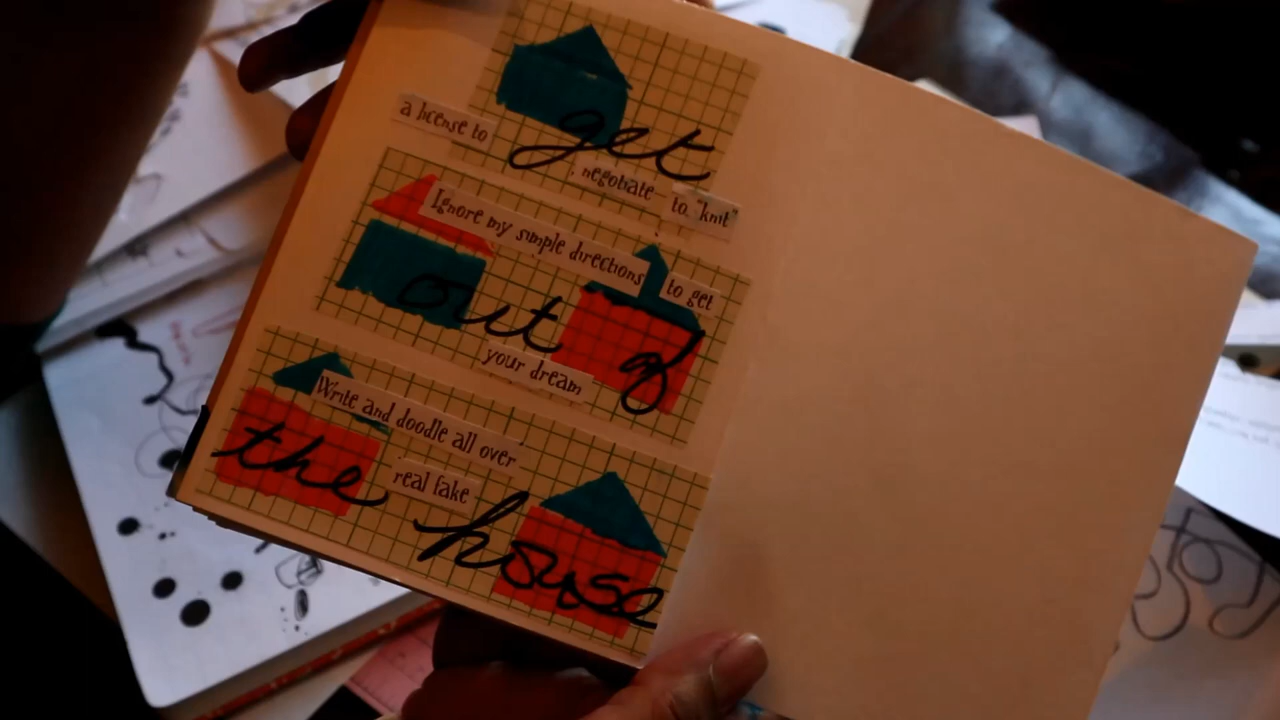 a license to get
, negotiate to "knit"
Ignore my simple directions to get
out of
your dream
Write and doodle all over
the real fake house